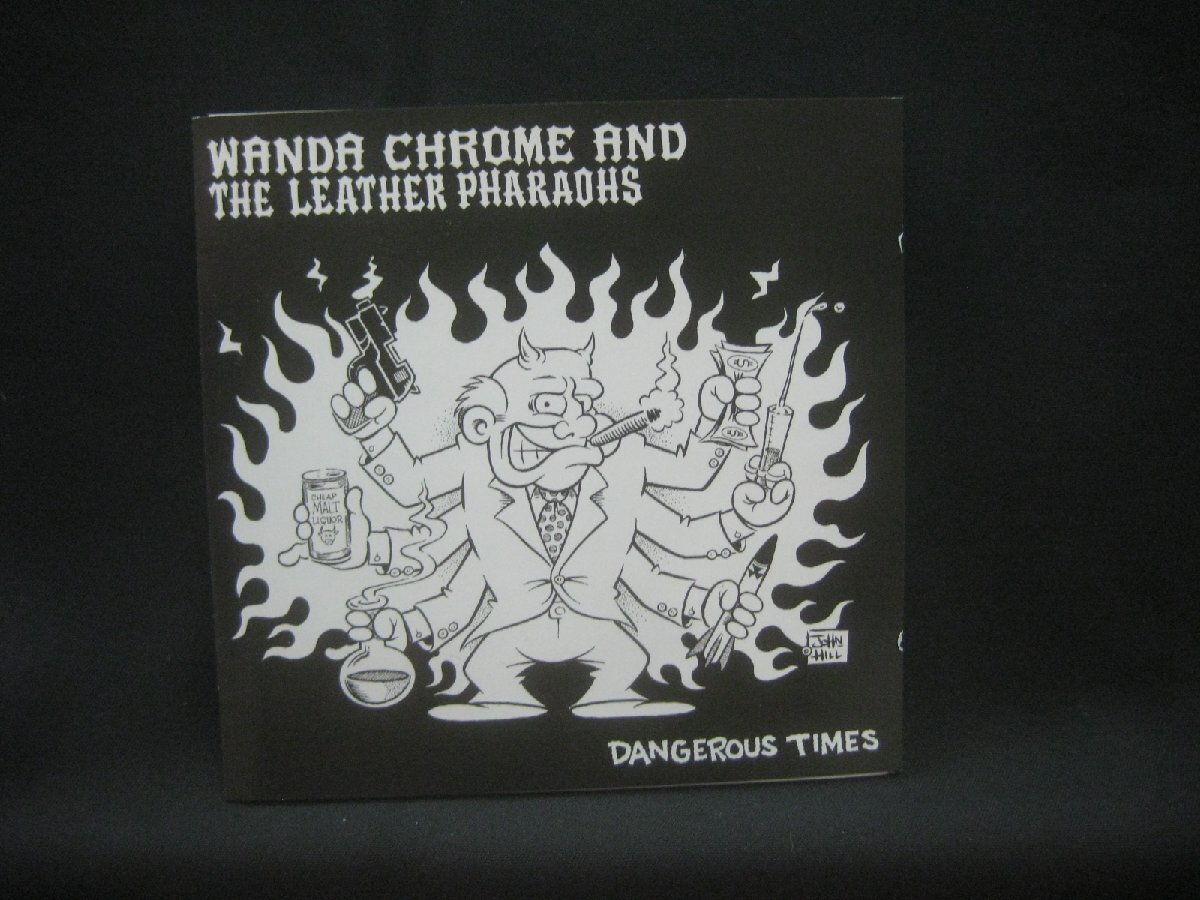 WANDA CHROME AND
THE LEATHER PHARAOHS
CHEAP
MALT
LIQUOR
JOHN
HILL
DANGEROUS TIMES